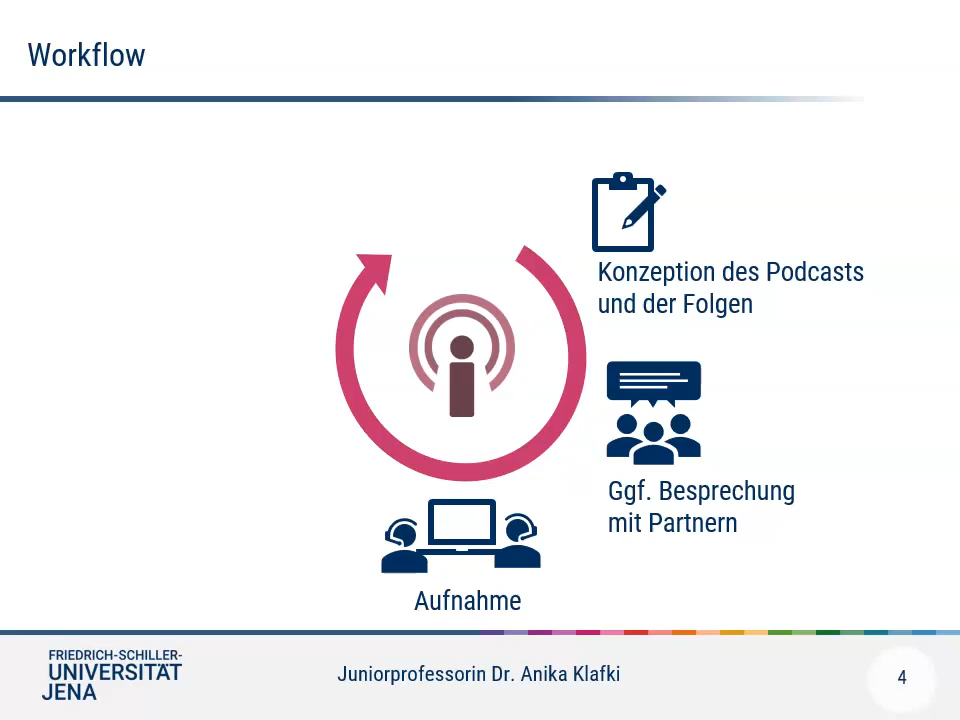 Workflow
Konzeption des Podcasts
und der Folgen
Ggf. Besprechung
mit Partnern
Aufnahme
FRIEDRICH-SCHILLER-
UNIVERSITÄT
JENA
Juniorprofessorin Dr. Anika Klafki
4